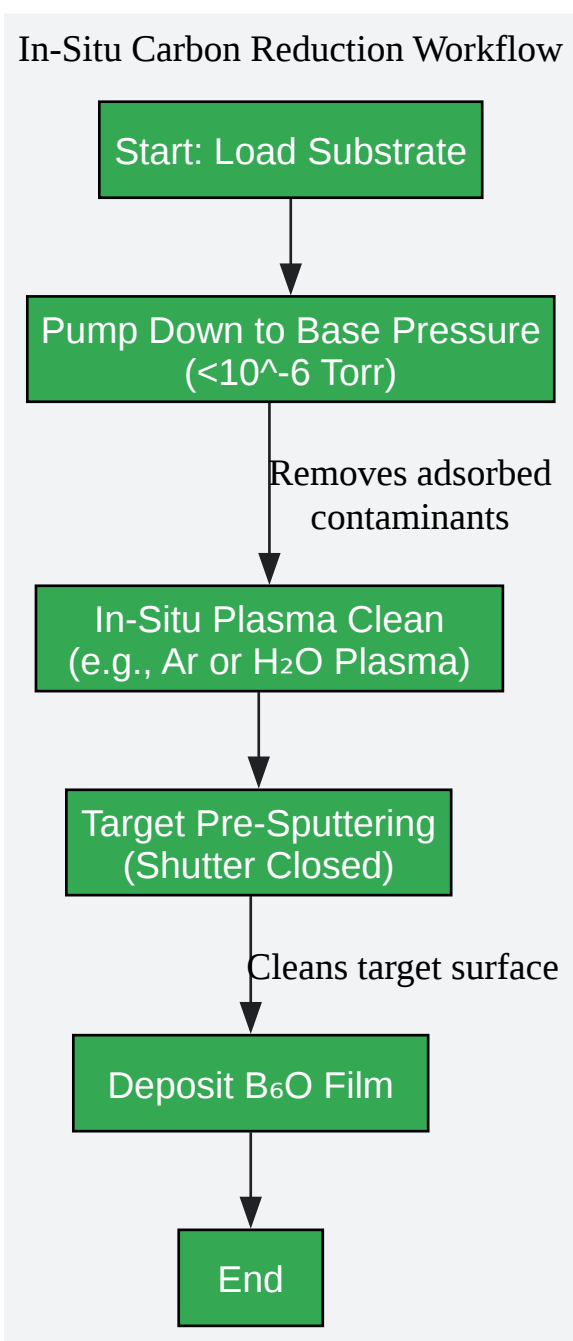 In-Situ Carbon Reduction Workflow
Start: Load Substrate
Pump Down to Base Pressure
(<10^-6 Torr)
Removes adsorbed
contaminants
In-Situ Plasma Clean
(e.g., Ar or H₂O Plasma)
Target Pre-Sputtering
(Shutter Closed)
Cleans target surface
Deposit B₆O Film
End